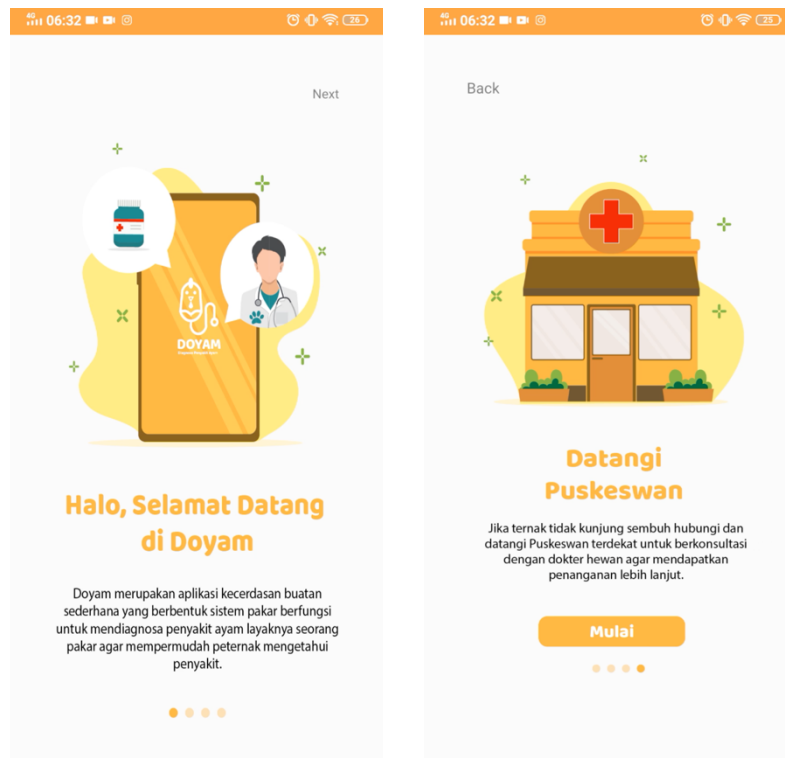 4G 06:32 26
Next
DOYAM
Halo, Selamat Datang
di Doyam
Doyam merupakan aplikasi kecerdasan buatan
sederhana yang berbentuk sistem pakar berfungsi
untuk mendiagnosa penyakit ayam layaknya seorang
pakar agar mempermudah peternak mengetahui
penyakit.
4G 06:32 25
Back
Datangi
Puskeswan
Jika ternak tidak kunjung sembuh hubungi dan
datangi Puskeswan terdekat untuk berkonsultasi
dengan dokter hewan agar mendapatkan
penanganan lebih lanjut.
Mulai